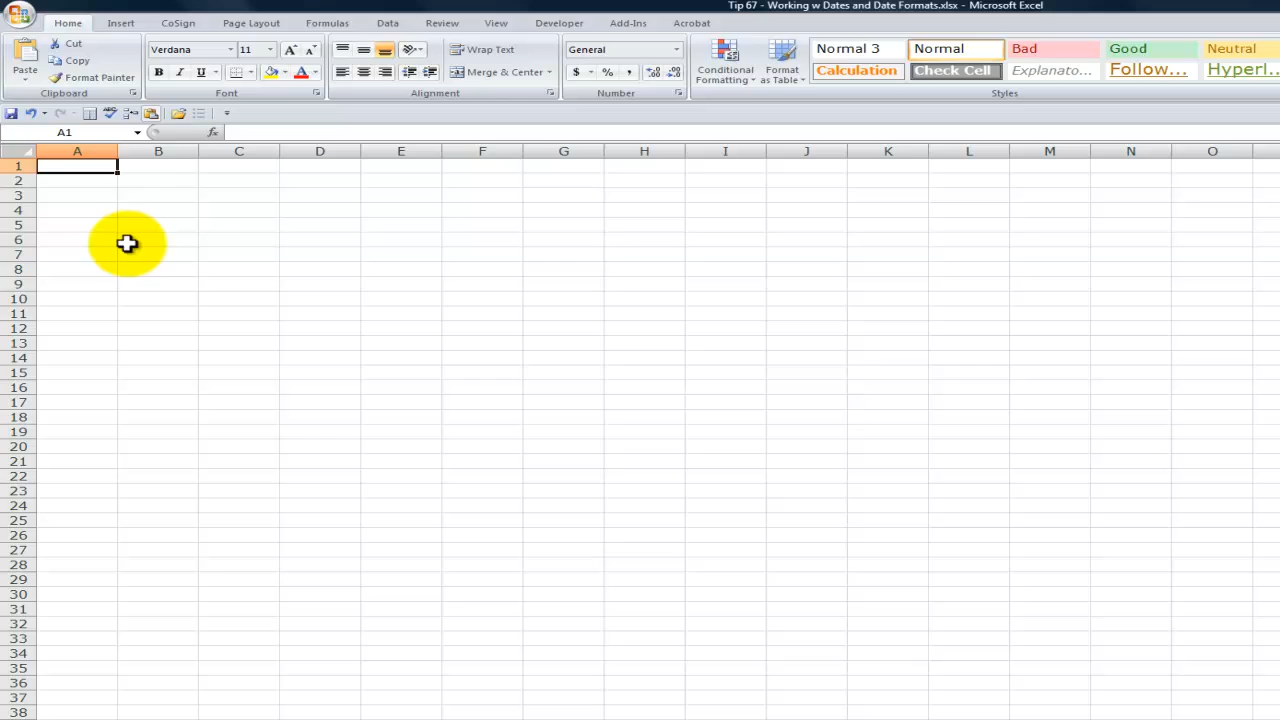 Tip 67 - Working w Dates and Date Formats.xlsx - Microsoft Excel
Home Insert CoSign Page Layout Formulas Data Review View Developer Add-Ins Acrobat
Paste
Cut
Copy
Format Painter
Clipboard
Verdana 11 A A
B I U A
Font
Wrap Text
Merge & Center
Alignment
General
$ % , .0 .00 .00 .0
Number
Conditional Formatting
Format as Table
Normal 3 Normal Bad Good Neutral
Calculation Check Cell Explanato... Follow... Hyperl...
Styles
A1 fx
A B C D E F G H I J K L M N O
1
2
3
4
5
6
7
8
9
10
11
12
13
14
15
16
17
18
19
20
21
22
23
24
25
26
27
28
29
30
31
32
33
34
35
36
37
38